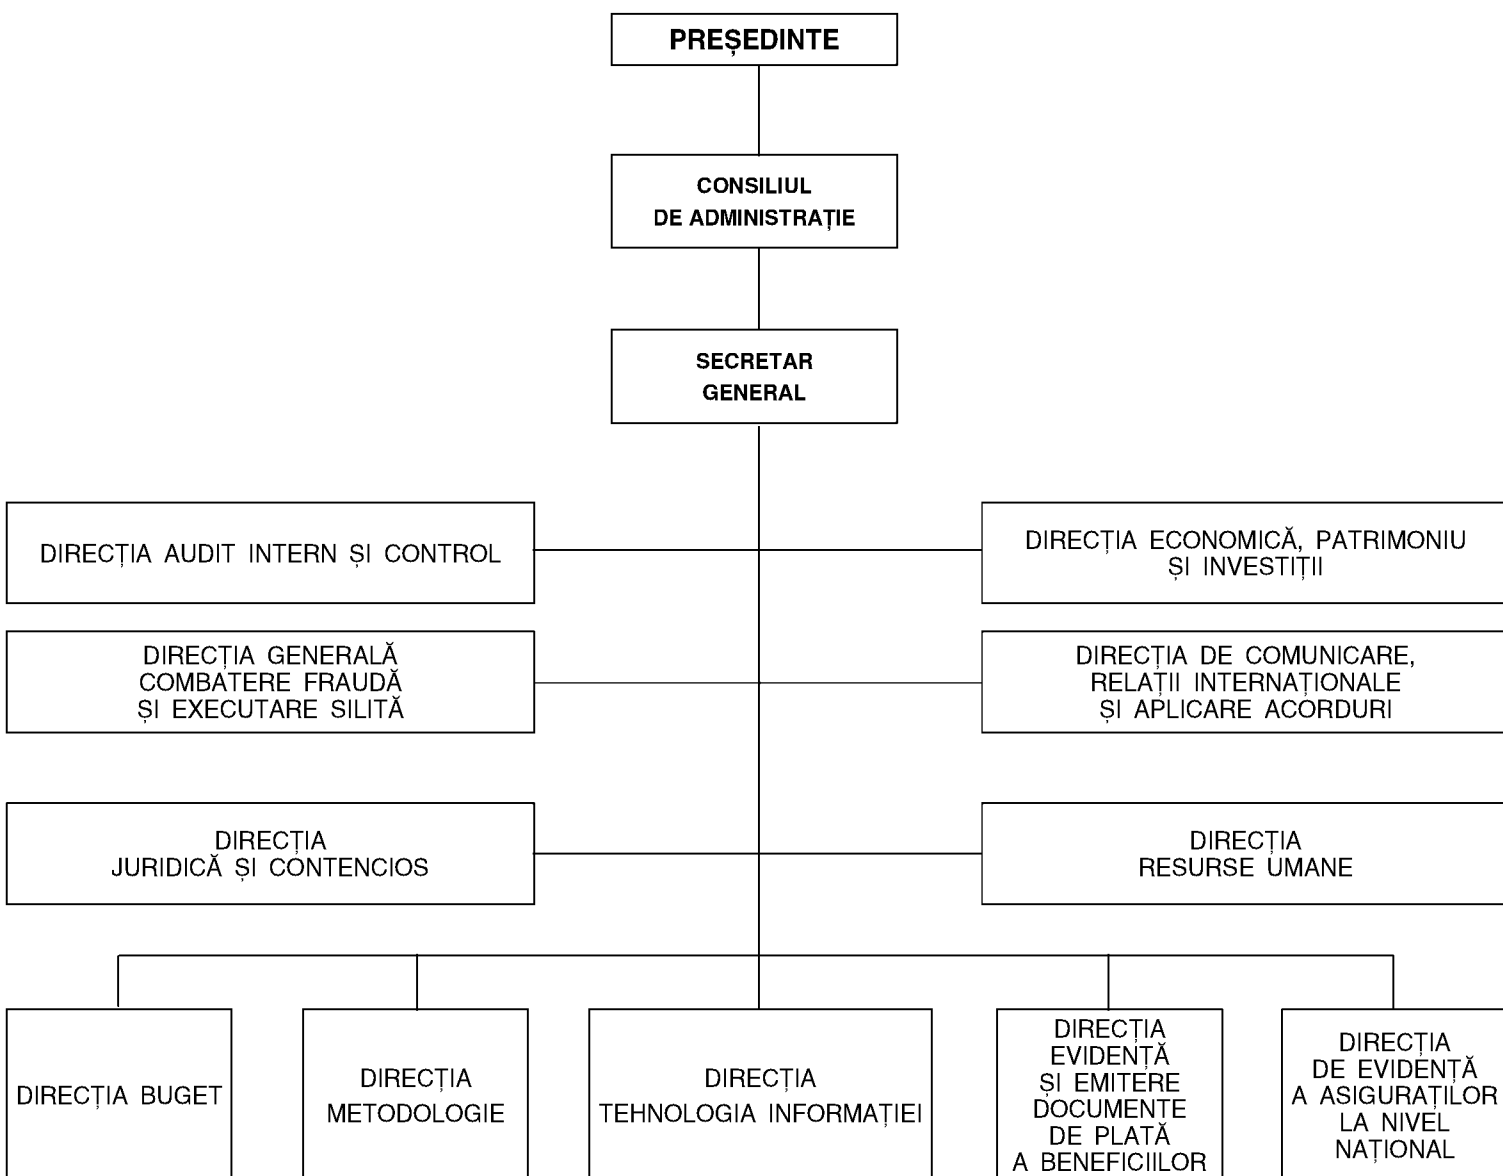 PREȘEDINTE
CONSILIUL
DE ADMINISTRAȚIE
SECRETAR
GENERAL
DIRECȚIA AUDIT INTERN ȘI CONTROL
DIRECȚIA ECONOMICĂ, PATRIMONIU
ȘI INVESTIȚII
DIRECȚIA GENERALĂ
COMBATERE FRAUDĂ
ȘI EXECUTARE SILITĂ
DIRECȚIA DE COMUNICARE,
RELAȚII INTERNAȚIONALE
ȘI APLICARE ACORDURI
DIRECȚIA
JURIDICĂ ȘI CONTENCIOS
DIRECȚIA
RESURSE UMANE
DIRECȚIA BUGET
DIRECȚIA
METODOLOGIE
DIRECȚIA
TEHNOLOGIA INFORMAȚIEI
DIRECȚIA
EVIDENȚĂ
ȘI EMITERE
DOCUMENTE
DE PLATĂ
A BENEFICIILOR
DIRECȚIA
DE EVIDENȚĂ
A ASIGURAȚILOR
LA NIVEL
NAȚIONAL